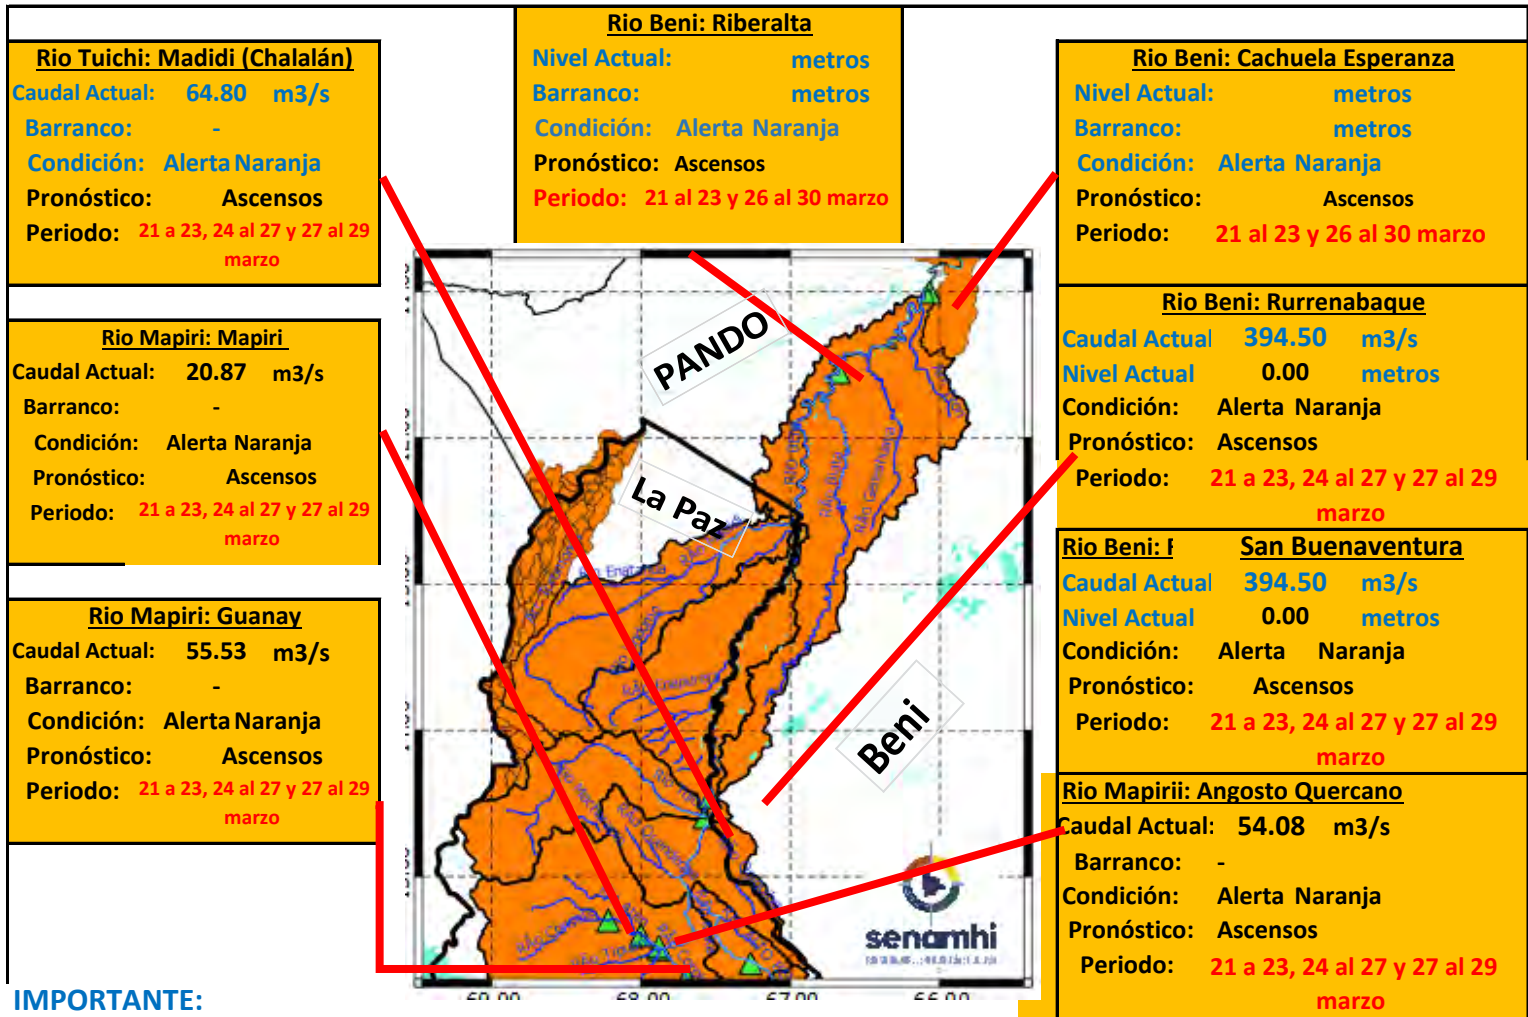 Rio Beni: Riberalta
Nivel Actual: metros
Barranco: metros
Condición: Alerta Naranja
Pronóstico: Ascensos
Periodo: 21 al 23 y 26 al 30 marzo
Rio Tuichi: Madidi (Chalalán)
Caudal Actual: 64.80 m3/s
Barranco: -
Condición: Alerta Naranja
Pronóstico: Ascensos
Periodo: 21 a 23, 24 al 27 y 27 al 29
marzo
Rio Mapiri: Mapiri
Caudal Actual: 20.87 m3/s
Barranco: -
Condición: Alerta Naranja
Pronóstico: Ascensos
Periodo: 21 a 23, 24 al 27 y 27 al 29
marzo
Rio Mapiri: Guanay
Caudal Actual: 55.53 m3/s
Barranco: -
Condición: Alerta Naranja
Pronóstico: Ascensos
Periodo: 21 a 23, 24 al 27 y 27 al 29
marzo
IMPORTANTE:
PANDO
La Paz
Beni
senamhi
69.00 68.00 67.00 66.00
Rio Beni: Cachuela Esperanza
Nivel Actual: metros
Barranco: metros
Condición: Alerta Naranja
Pronóstico: Ascensos
Periodo: 21 al 23 y 26 al 30 marzo
Rio Beni: Rurrenabaque
Caudal Actual 394.50 m3/s
Nivel Actual 0.00 metros
Condición: Alerta Naranja
Pronóstico: Ascensos
Periodo: 21 a 23, 24 al 27 y 27 al 29
marzo
Rio Beni: San Buenaventura
Caudal Actual 394.50 m3/s
Nivel Actual 0.00 metros
Condición: Alerta Naranja
Pronóstico: Ascensos
Periodo: 21 a 23, 24 al 27 y 27 al 29
marzo
Rio Mapirii: Angosto Quercano
Caudal Actual: 54.08 m3/s
Barranco: -
Condición: Alerta Naranja
Pronóstico: Ascensos
Periodo: 21 a 23, 24 al 27 y 27 al 29
marzo